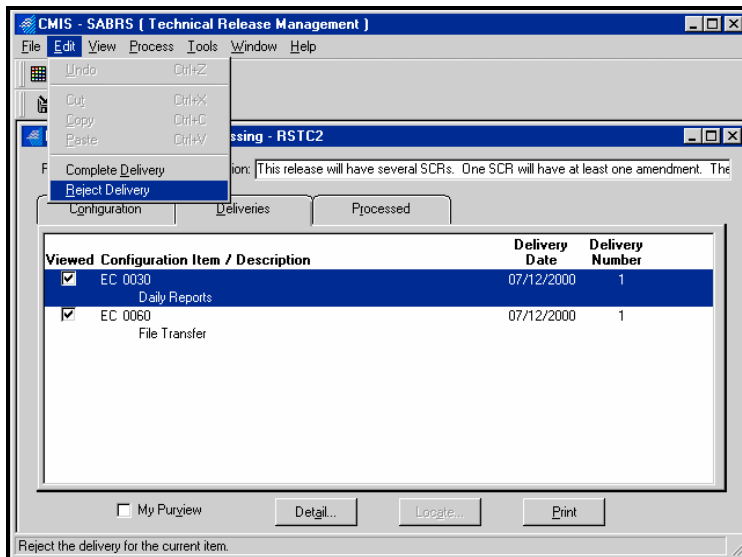 CMIS - SABRS ( Technical Release Management )
File Edit View Process Tools Window Help
Undo Ctrl+Z
Cut Ctrl+X
Copy Ctrl+C
Paste Ctrl+V
Complete Delivery
Reject Delivery
ssing - RSTC2
ion: This release will have several SCRs. One SCR will have at least one amendment. The
Configuration Deliveries Processed
Viewed Configuration Item / Description Delivery Date Delivery Number
EC 0030 07/12/2000 1
Daily Reports
EC 0060 07/12/2000 1
File Transfer
My Purview Detail... Locate... Print
Reject the delivery for the current item.